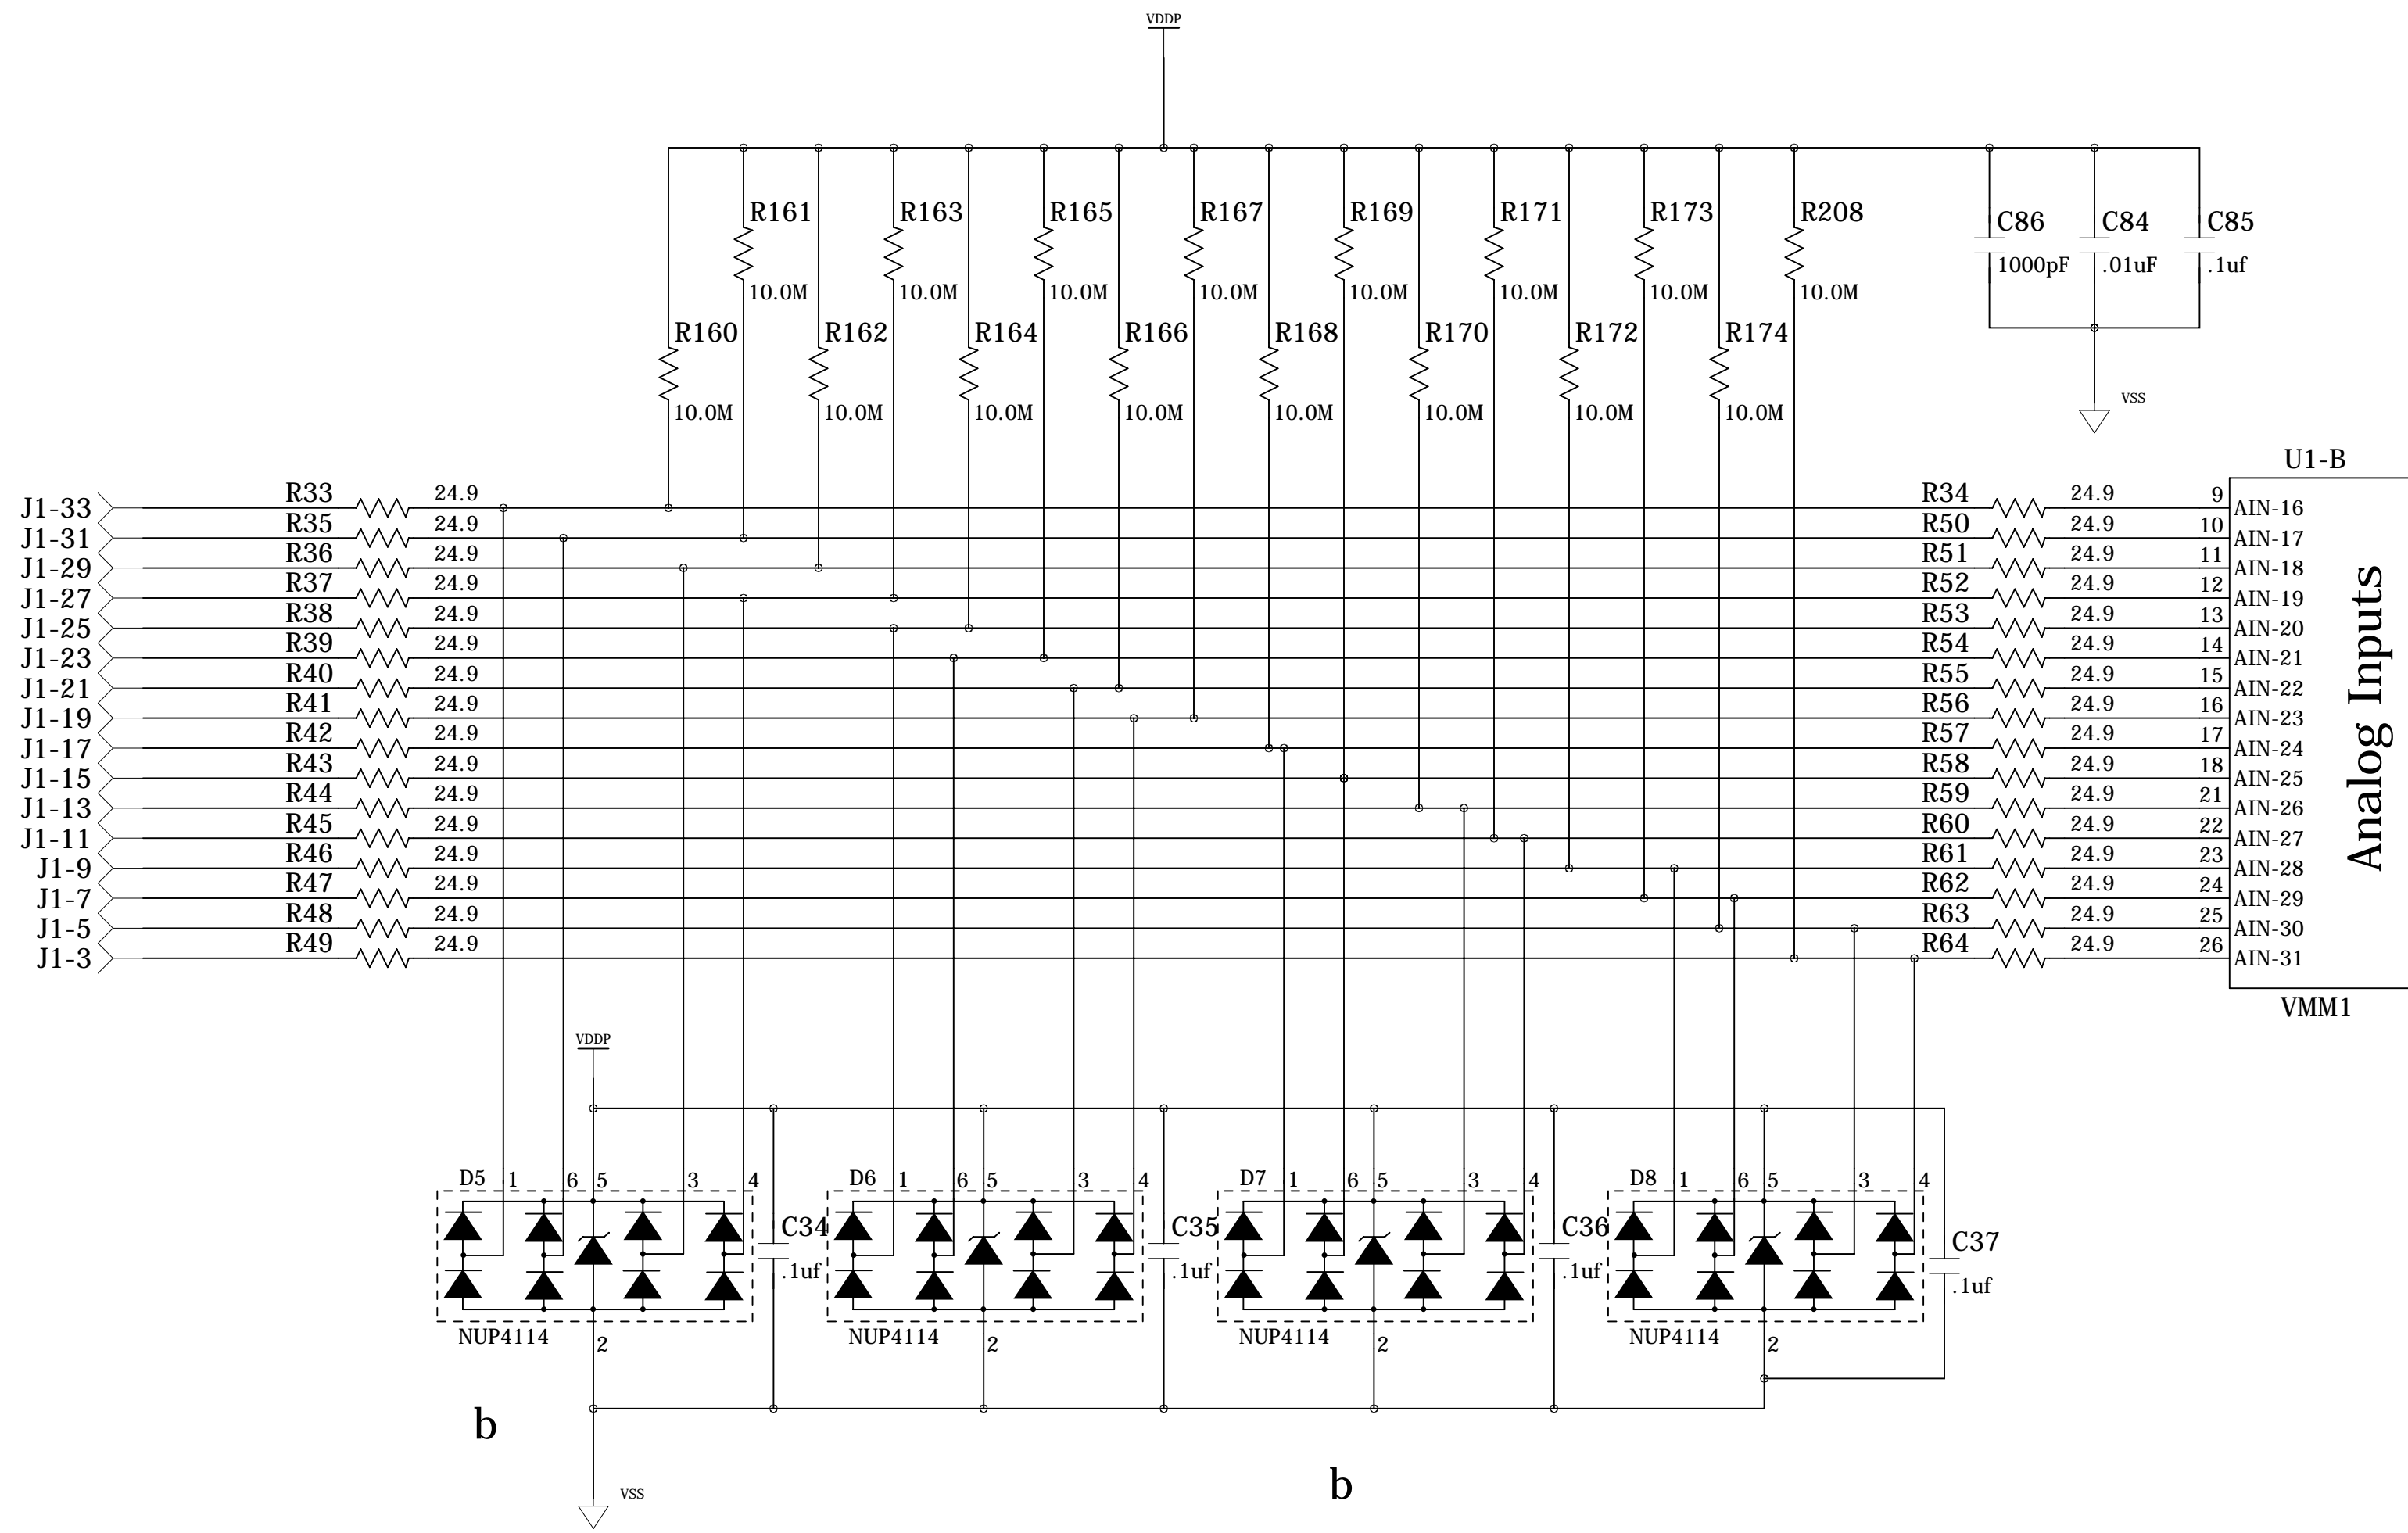 VDDP
R161 R163 R165 R167 R169 R171 R173 R208 C86 C84 C85
1000pF .01uF .1uf
10.0M 10.0M 10.0M 10.0M 10.0M 10.0M 10.0M 10.0M
R160 R162 R164 R166 R168 R170 R172 R174
VSS
10.0M 10.0M 10.0M 10.0M 10.0M 10.0M 10.0M 10.0M
U1-B
J1-33 R33 24.9 R34 24.9 9 AIN-16
J1-31 R35 24.9 R50 24.9 10 AIN-17
J1-29 R36 24.9 R51 24.9 11 AIN-18
J1-27 R37 24.9 R52 24.9 12 AIN-19
J1-25 R38 24.9 R53 24.9 13 AIN-20
J1-23 R39 24.9 R54 24.9 14 AIN-21
J1-21 R40 24.9 R55 24.9 15 AIN-22
J1-19 R41 24.9 R56 24.9 16 AIN-23
J1-17 R42 24.9 R57 24.9 17 AIN-24
J1-15 R43 24.9 R58 24.9 18 AIN-25
J1-13 R44 24.9 R59 24.9 21 AIN-26
J1-11 R45 24.9 R60 24.9 22 AIN-27
J1-9 R46 24.9 R61 24.9 23 AIN-28
J1-7 R47 24.9 R62 24.9 24 AIN-29
J1-5 R48 24.9 R63 24.9 25 AIN-30
J1-3 R49 24.9 R64 24.9 26 AIN-31
Analog Inputs
VMM1
VDDP
D5 1 6 5 3 4 D6 1 6 5 3 4 D7 1 6 5 3 4 D8 1 6 5 3 4
C34 C35 C36 C37
.1uf .1uf .1uf .1uf
NUP4114 2 NUP4114 2 NUP4114 2 NUP4114 2
b
b
VSS